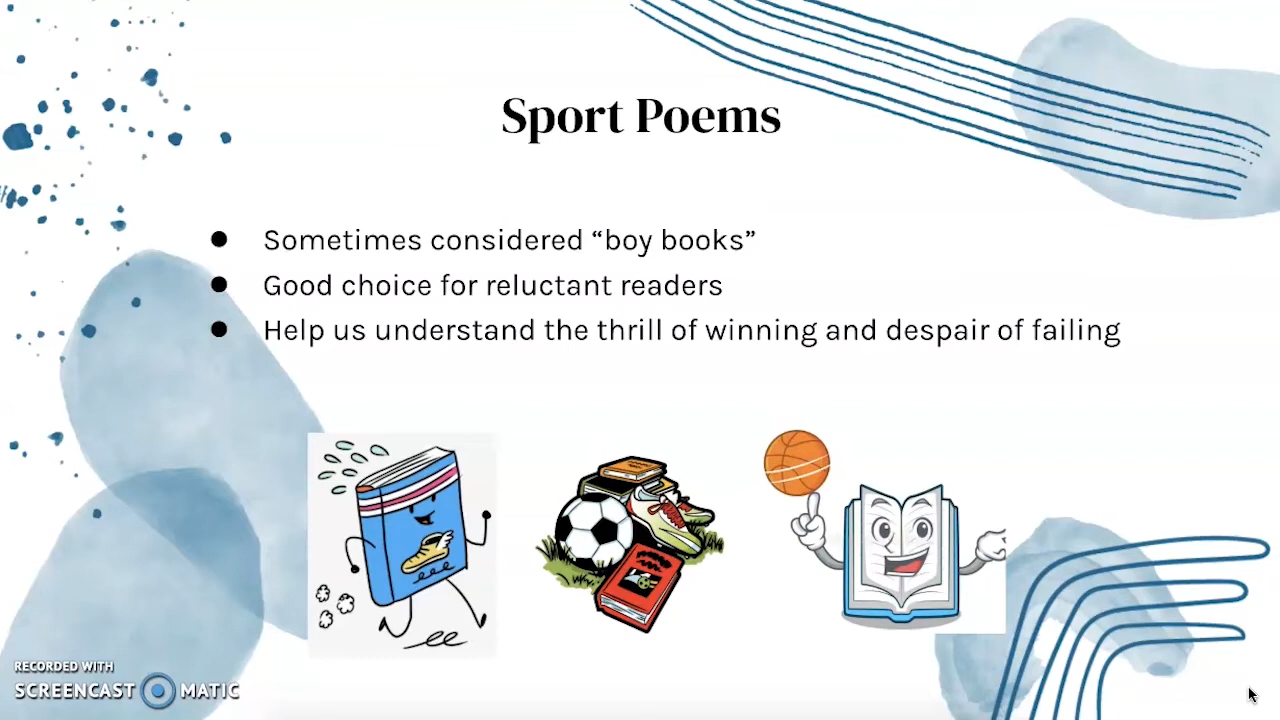 Sport Poems
Sometimes considered “boy books”
Good choice for reluctant readers
Help us understand the thrill of winning and despair of failing
RECORDED WITH
SCREENCAST MATIC